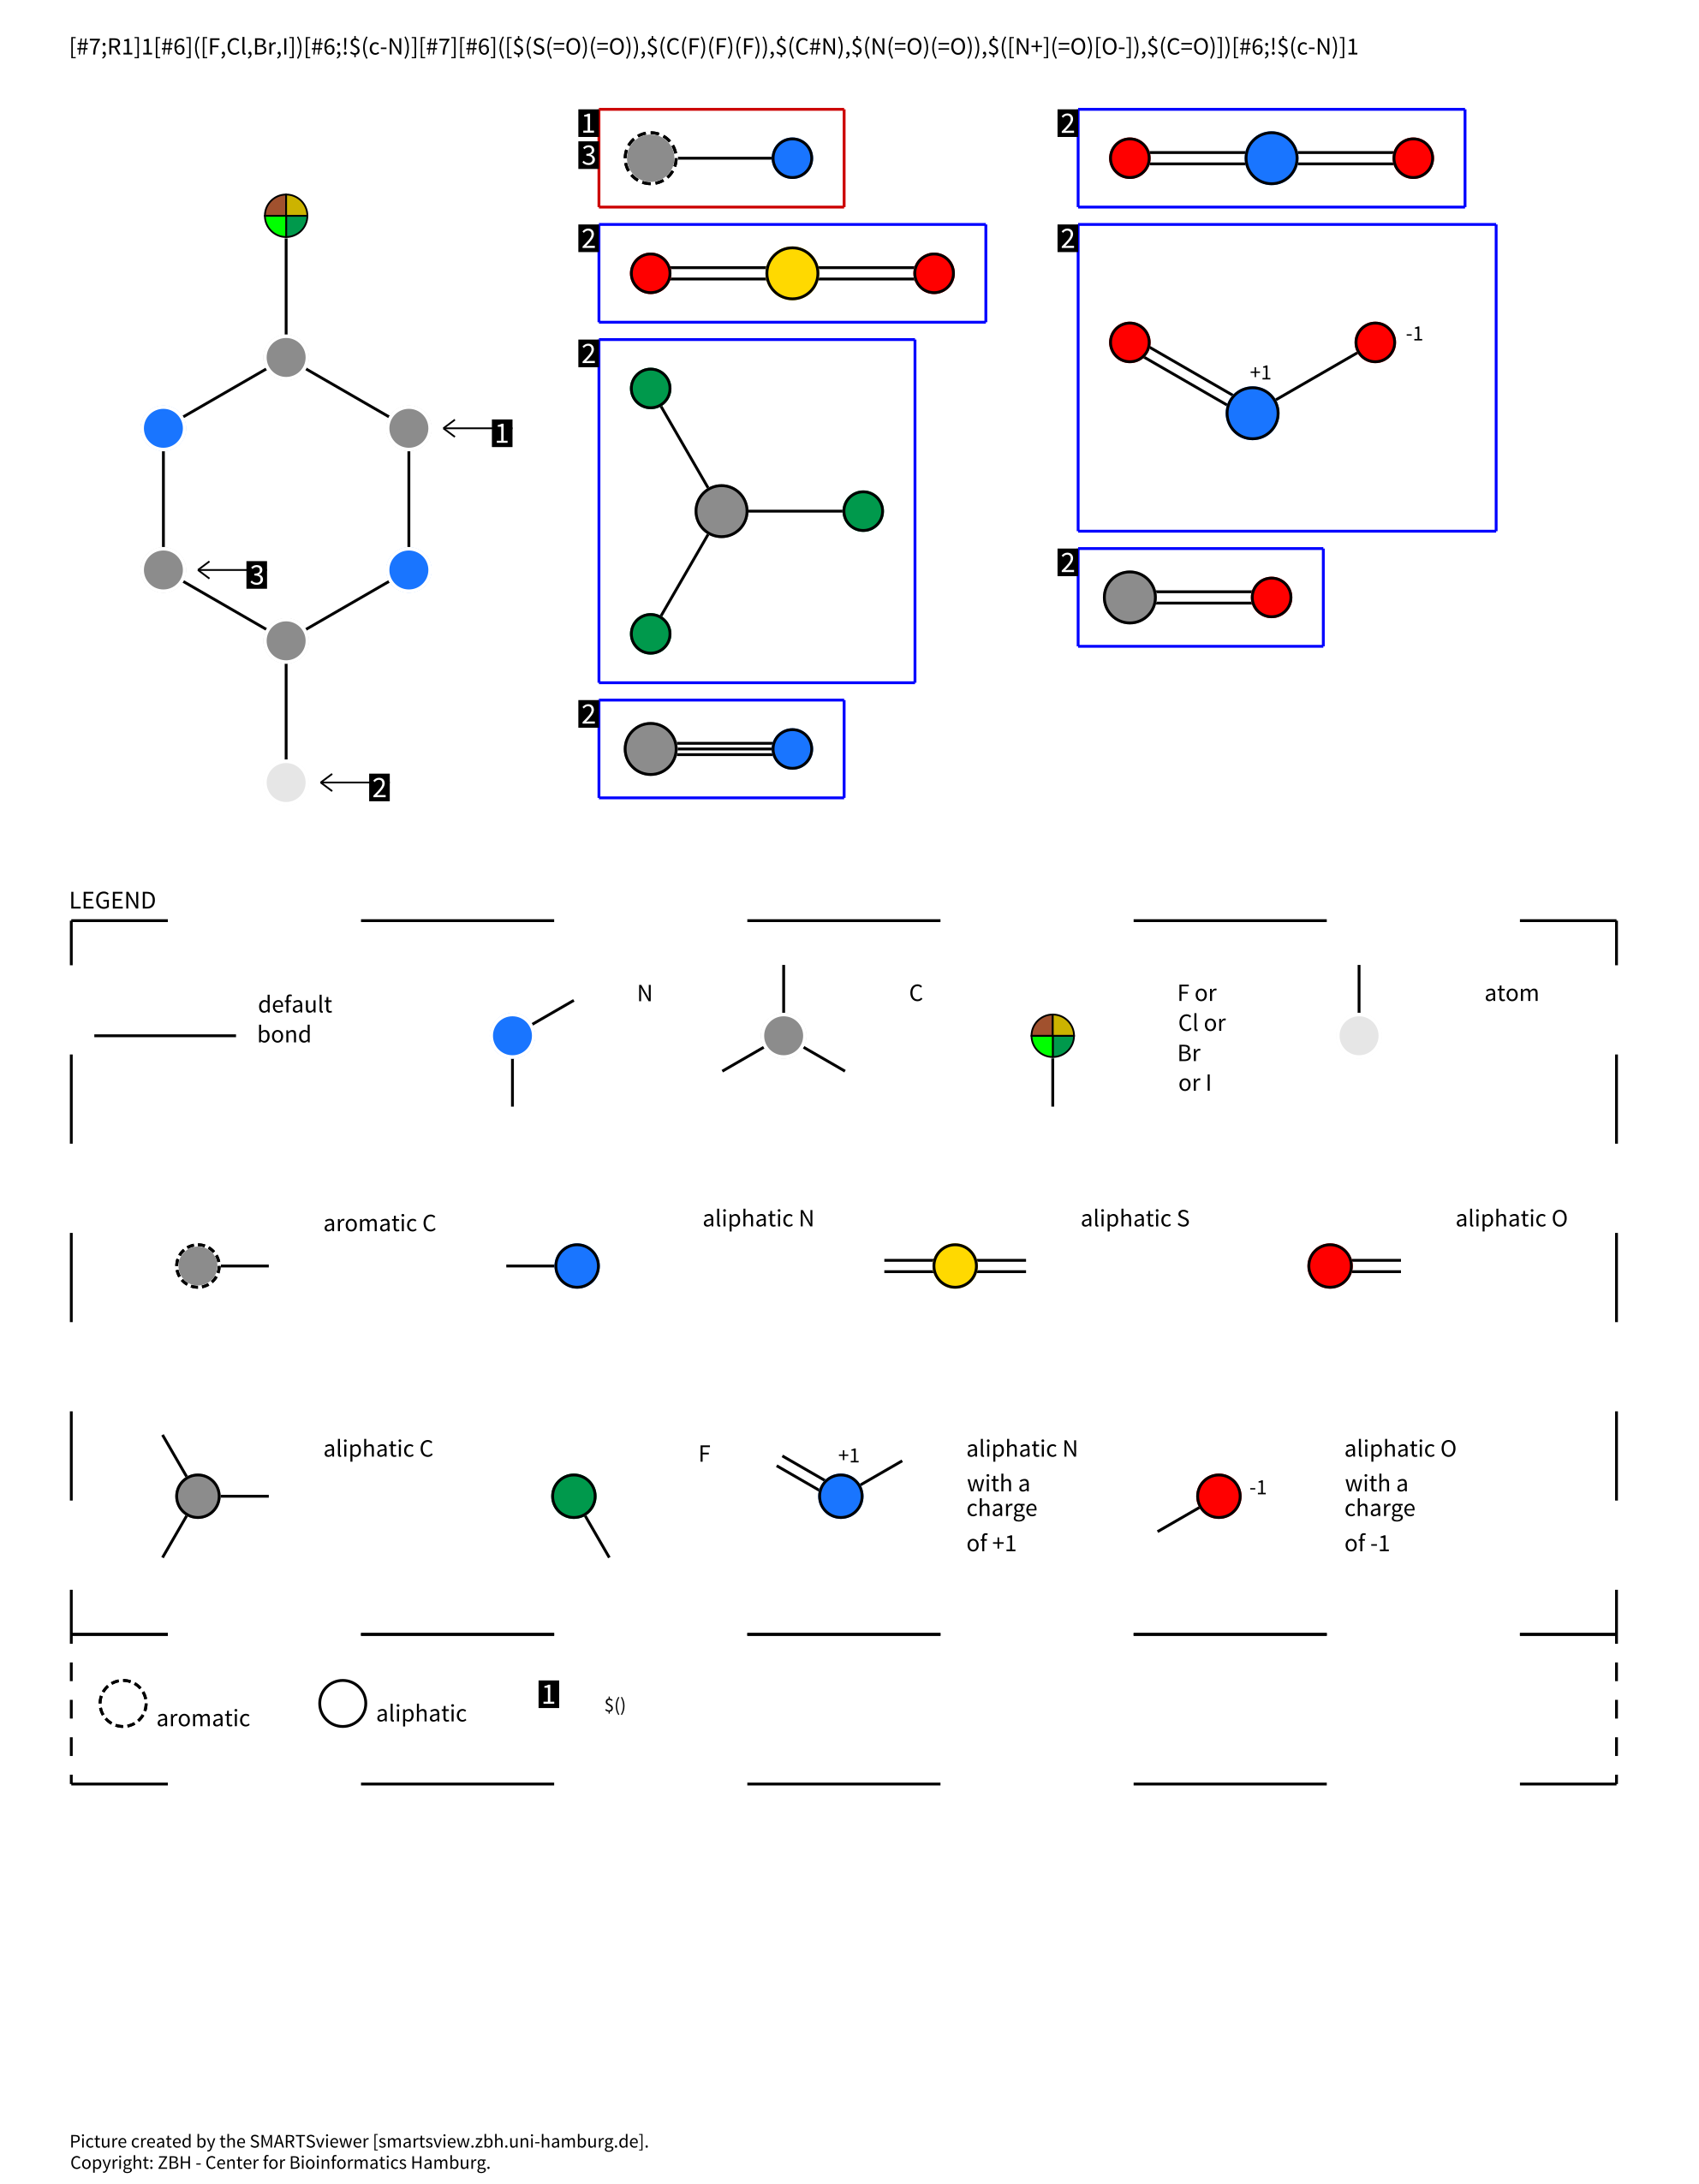 [#7;R1]1[#6]([F,Cl,Br,I])[#6;!$(c-N)][#7][#6]([$(S(=O)(=O)),$(C(F)(F)(F)),$(C#N),$(N(=O)(=O)),$([N+](=O)[O-]),$(C=O)])[#6;!$(c-N)]1
1
3
2
2
2
-1
+1
2
1
3
2
2
2
LEGEND
default
bond
N
C
F or
Cl or
Br
or I
atom
aromatic C
aliphatic N
aliphatic S
aliphatic O
aliphatic C
F
+1
aliphatic N
with a
charge
of +1
-1
aliphatic O
with a
charge
of -1
aromatic
aliphatic
1
$()
Picture created by the SMARTSviewer [smartsview.zbh.uni-hamburg.de].
Copyright: ZBH - Center for Bioinformatics Hamburg.